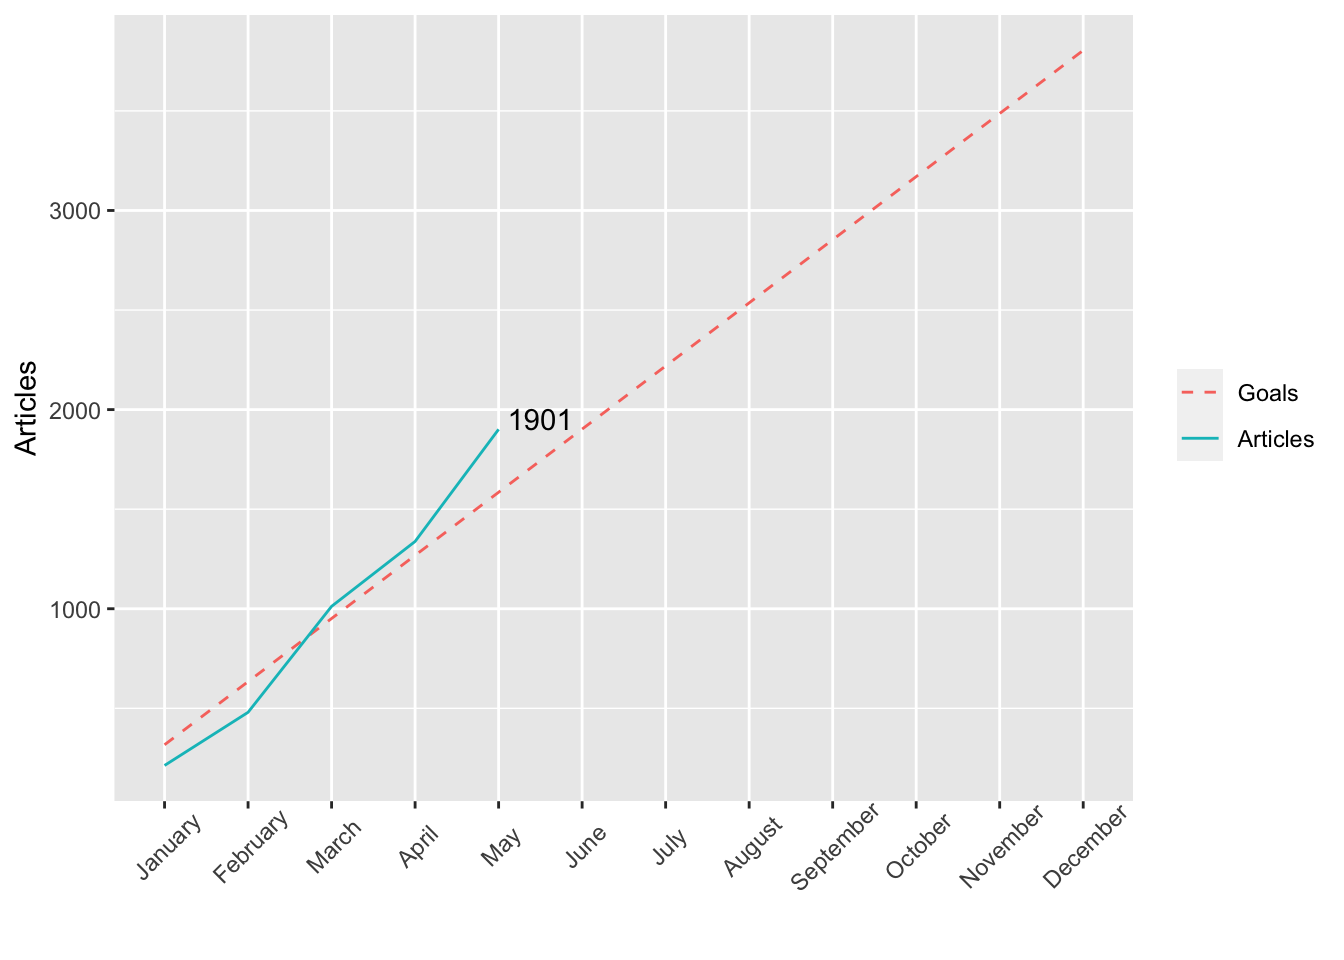 3000
2000
1000
Articles
1901
January
February
March
April
May
June
July
August
September
October
November
December
Goals
Articles